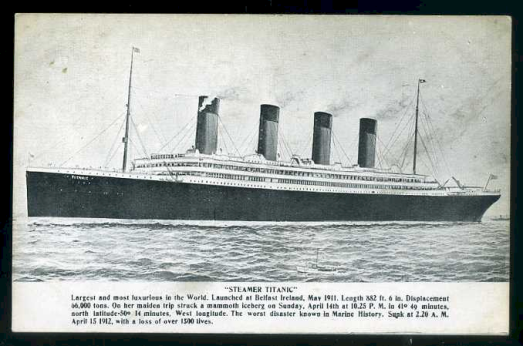 TITANIC
"STEAMER TITANIC"
Largest and most luxurious in the World. Launched at Belfast Ireland, May 1911. Length 882 ft. 6 in. Displacement
66,000 tons. On her maiden trip struck a mammoth iceberg on Sunday, April 14th at 10.25 P. M. in 41º 46 minutes,
north latitude-50º 14 minutes, West longitude. The worst disaster known in Marine History. Sunk at 2.20 A. M.
April 15 1912, with a loss of over 1500 lives.